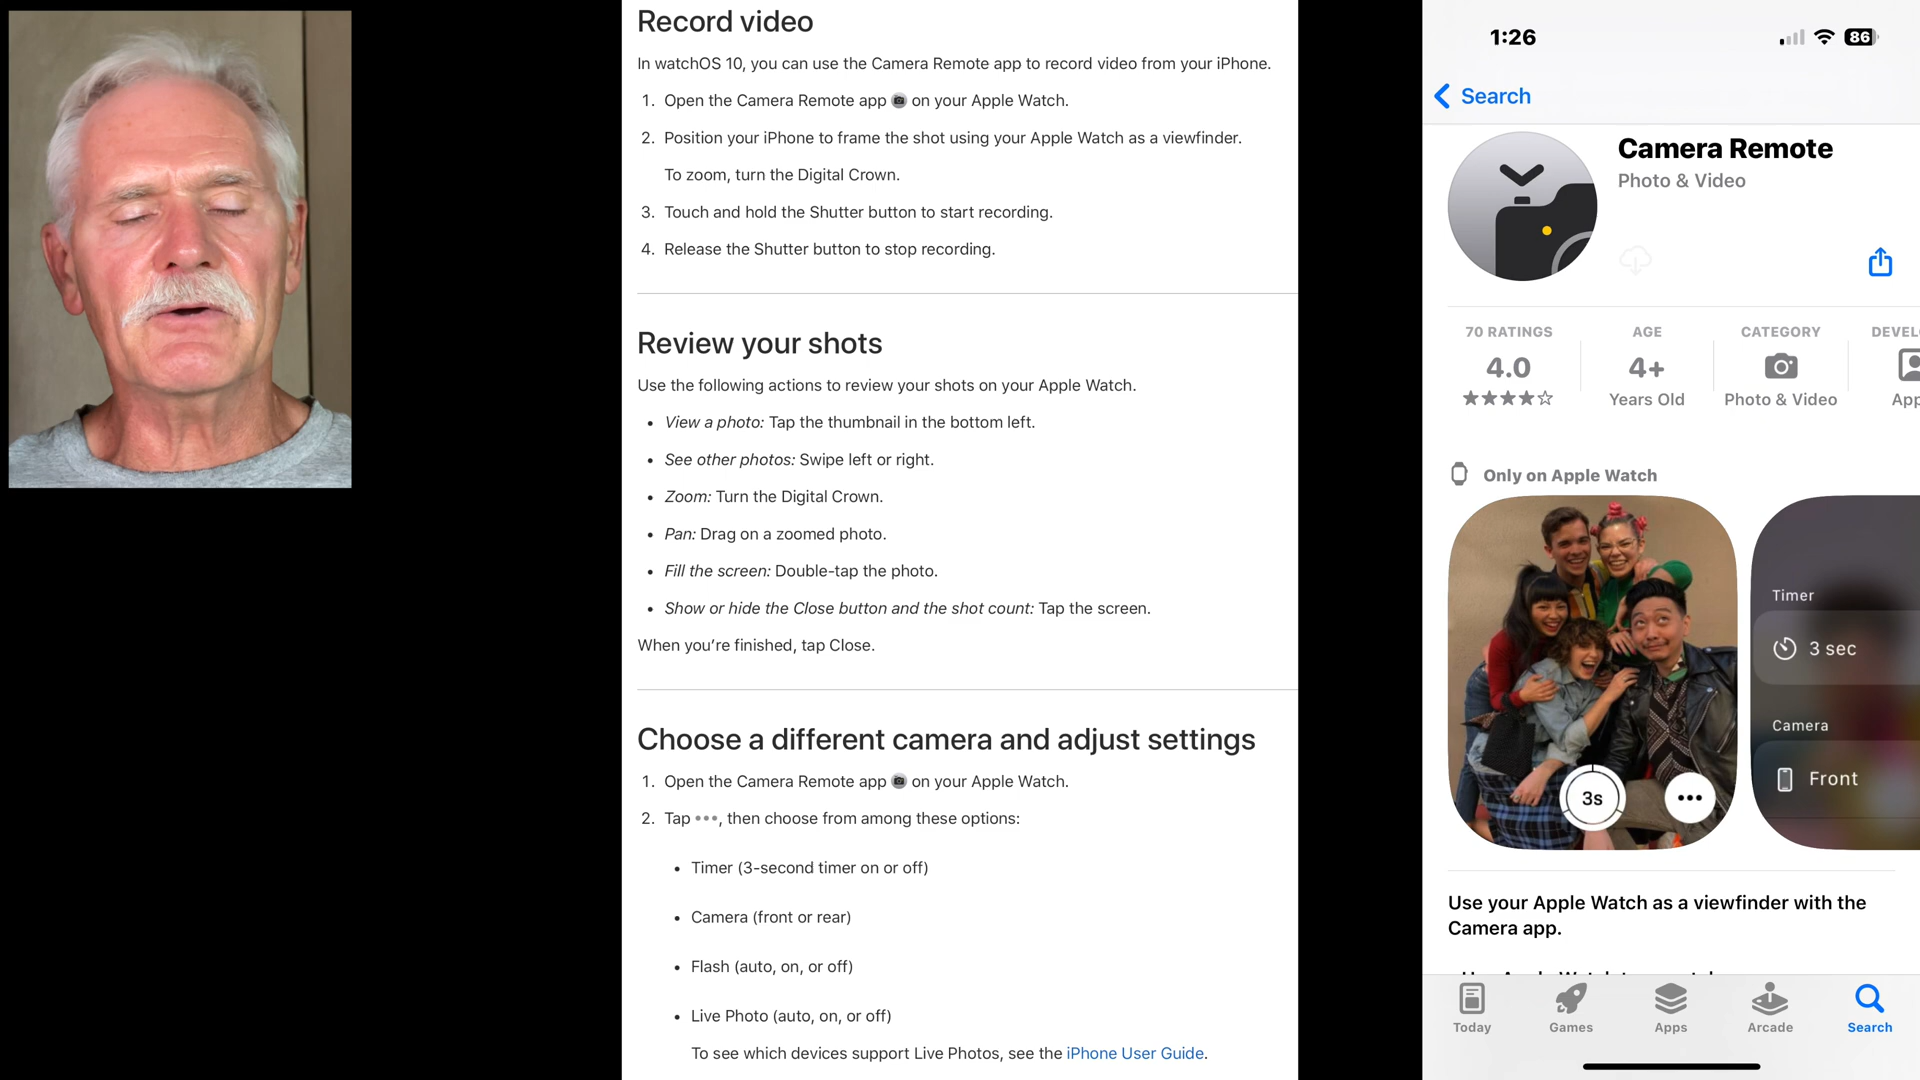 Record video
In watchOS 10, you can use the Camera Remote app to record video from your iPhone.
1. Open the Camera Remote app on your Apple Watch.
2. Position your iPhone to frame the shot using your Apple Watch as a viewfinder.
To zoom, turn the Digital Crown.
3. Touch and hold the Shutter button to start recording.
4. Release the Shutter button to stop recording.
Review your shots
Use the following actions to review your shots on your Apple Watch.
• View a photo: Tap the thumbnail in the bottom left.
• See other photos: Swipe left or right.
• Zoom: Turn the Digital Crown.
• Pan: Drag on a zoomed photo.
• Fill the screen: Double-tap the photo.
• Show or hide the Close button and the shot count: Tap the screen.
When you’re finished, tap Close.
Choose a different camera and adjust settings
1. Open the Camera Remote app on your Apple Watch.
2. Tap •••, then choose from among these options:
• Timer (3-second timer on or off)
• Camera (front or rear)
• Flash (auto, on, or off)
• Live Photo (auto, on, or off)
To see which devices support Live Photos, see the iPhone User Guide.
1:26
86
Search
Camera Remote
Photo & Video
70 RATINGS
4.0
AGE
4+
Years Old
CATEGORY
Photo & Video
DEVEL
App
Only on Apple Watch
3s
Timer
3 sec
Camera
Front
Use your Apple Watch as a viewfinder with the
Camera app.
Today
Games
Apps
Arcade
Search